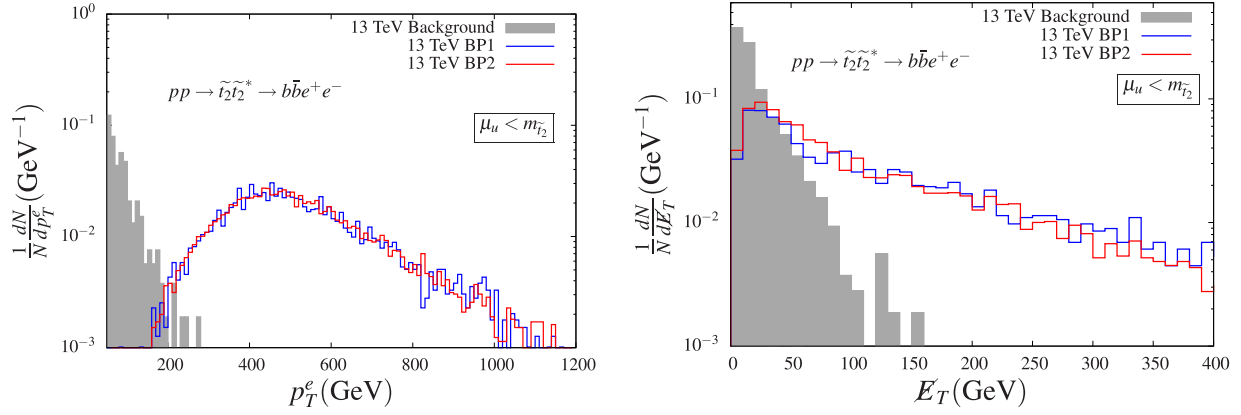 10⁰
10⁻¹
10⁻²
10⁻³
200 400 600 800 1000 1200
p_T^e(GeV)
1/N dN/dp_T^e (GeV⁻¹)
13 TeV Background
13 TeV BP1
13 TeV BP2
pp → t̃₂t̃₂* → bb̄e⁺e⁻
μ_u < m_t̃₂
10⁰
10⁻¹
10⁻²
10⁻³
0 50 100 150 200 250 300 350 400
E̸_T(GeV)
1/N dN/dE̸_T (GeV⁻¹)
13 TeV Background
13 TeV BP1
13 TeV BP2
pp → t̃₂t̃₂* → bb̄e⁺e⁻
μ_u < m_t̃₂